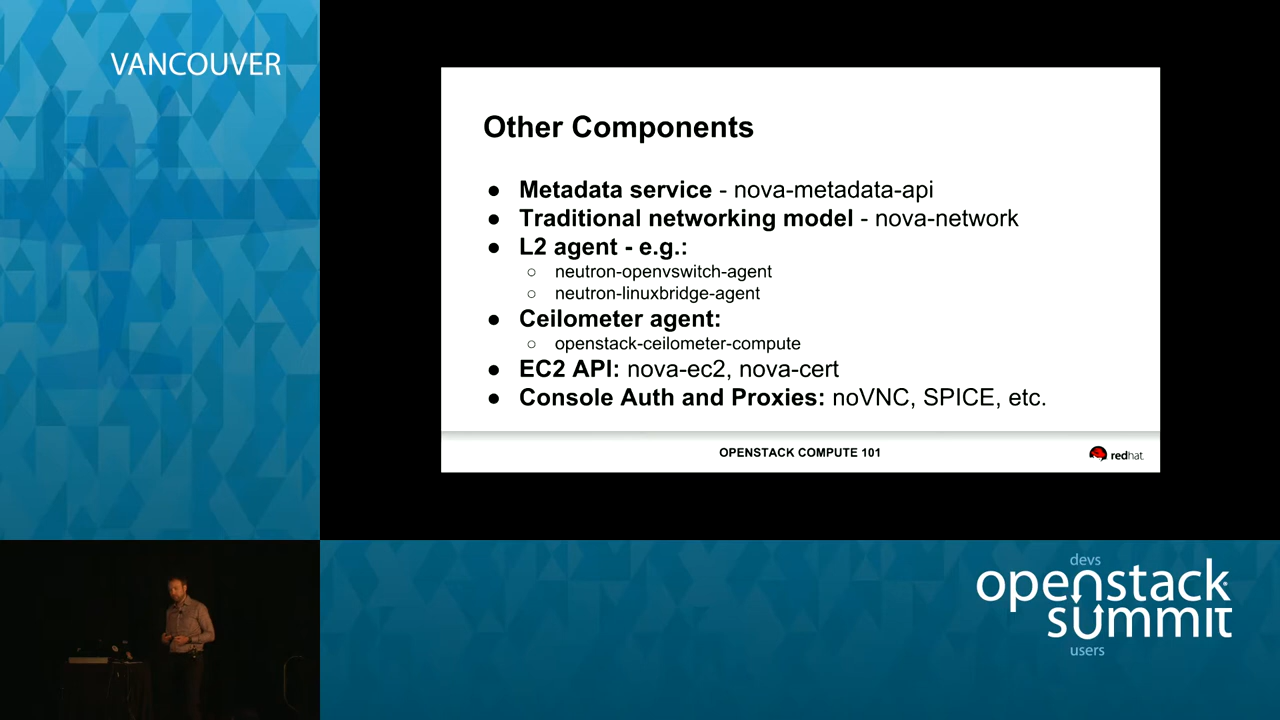 VANCOUVER
Other Components
● Metadata service - nova-metadata-api
● Traditional networking model - nova-network
● L2 agent - e.g.:
○ neutron-openvswitch-agent
○ neutron-linuxbridge-agent
● Ceilometer agent:
○ openstack-ceilometer-compute
● EC2 API: nova-ec2, nova-cert
● Console Auth and Proxies: noVNC, SPICE, etc.
OPENSTACK COMPUTE 101
redhat
devs
openstack
summit
users